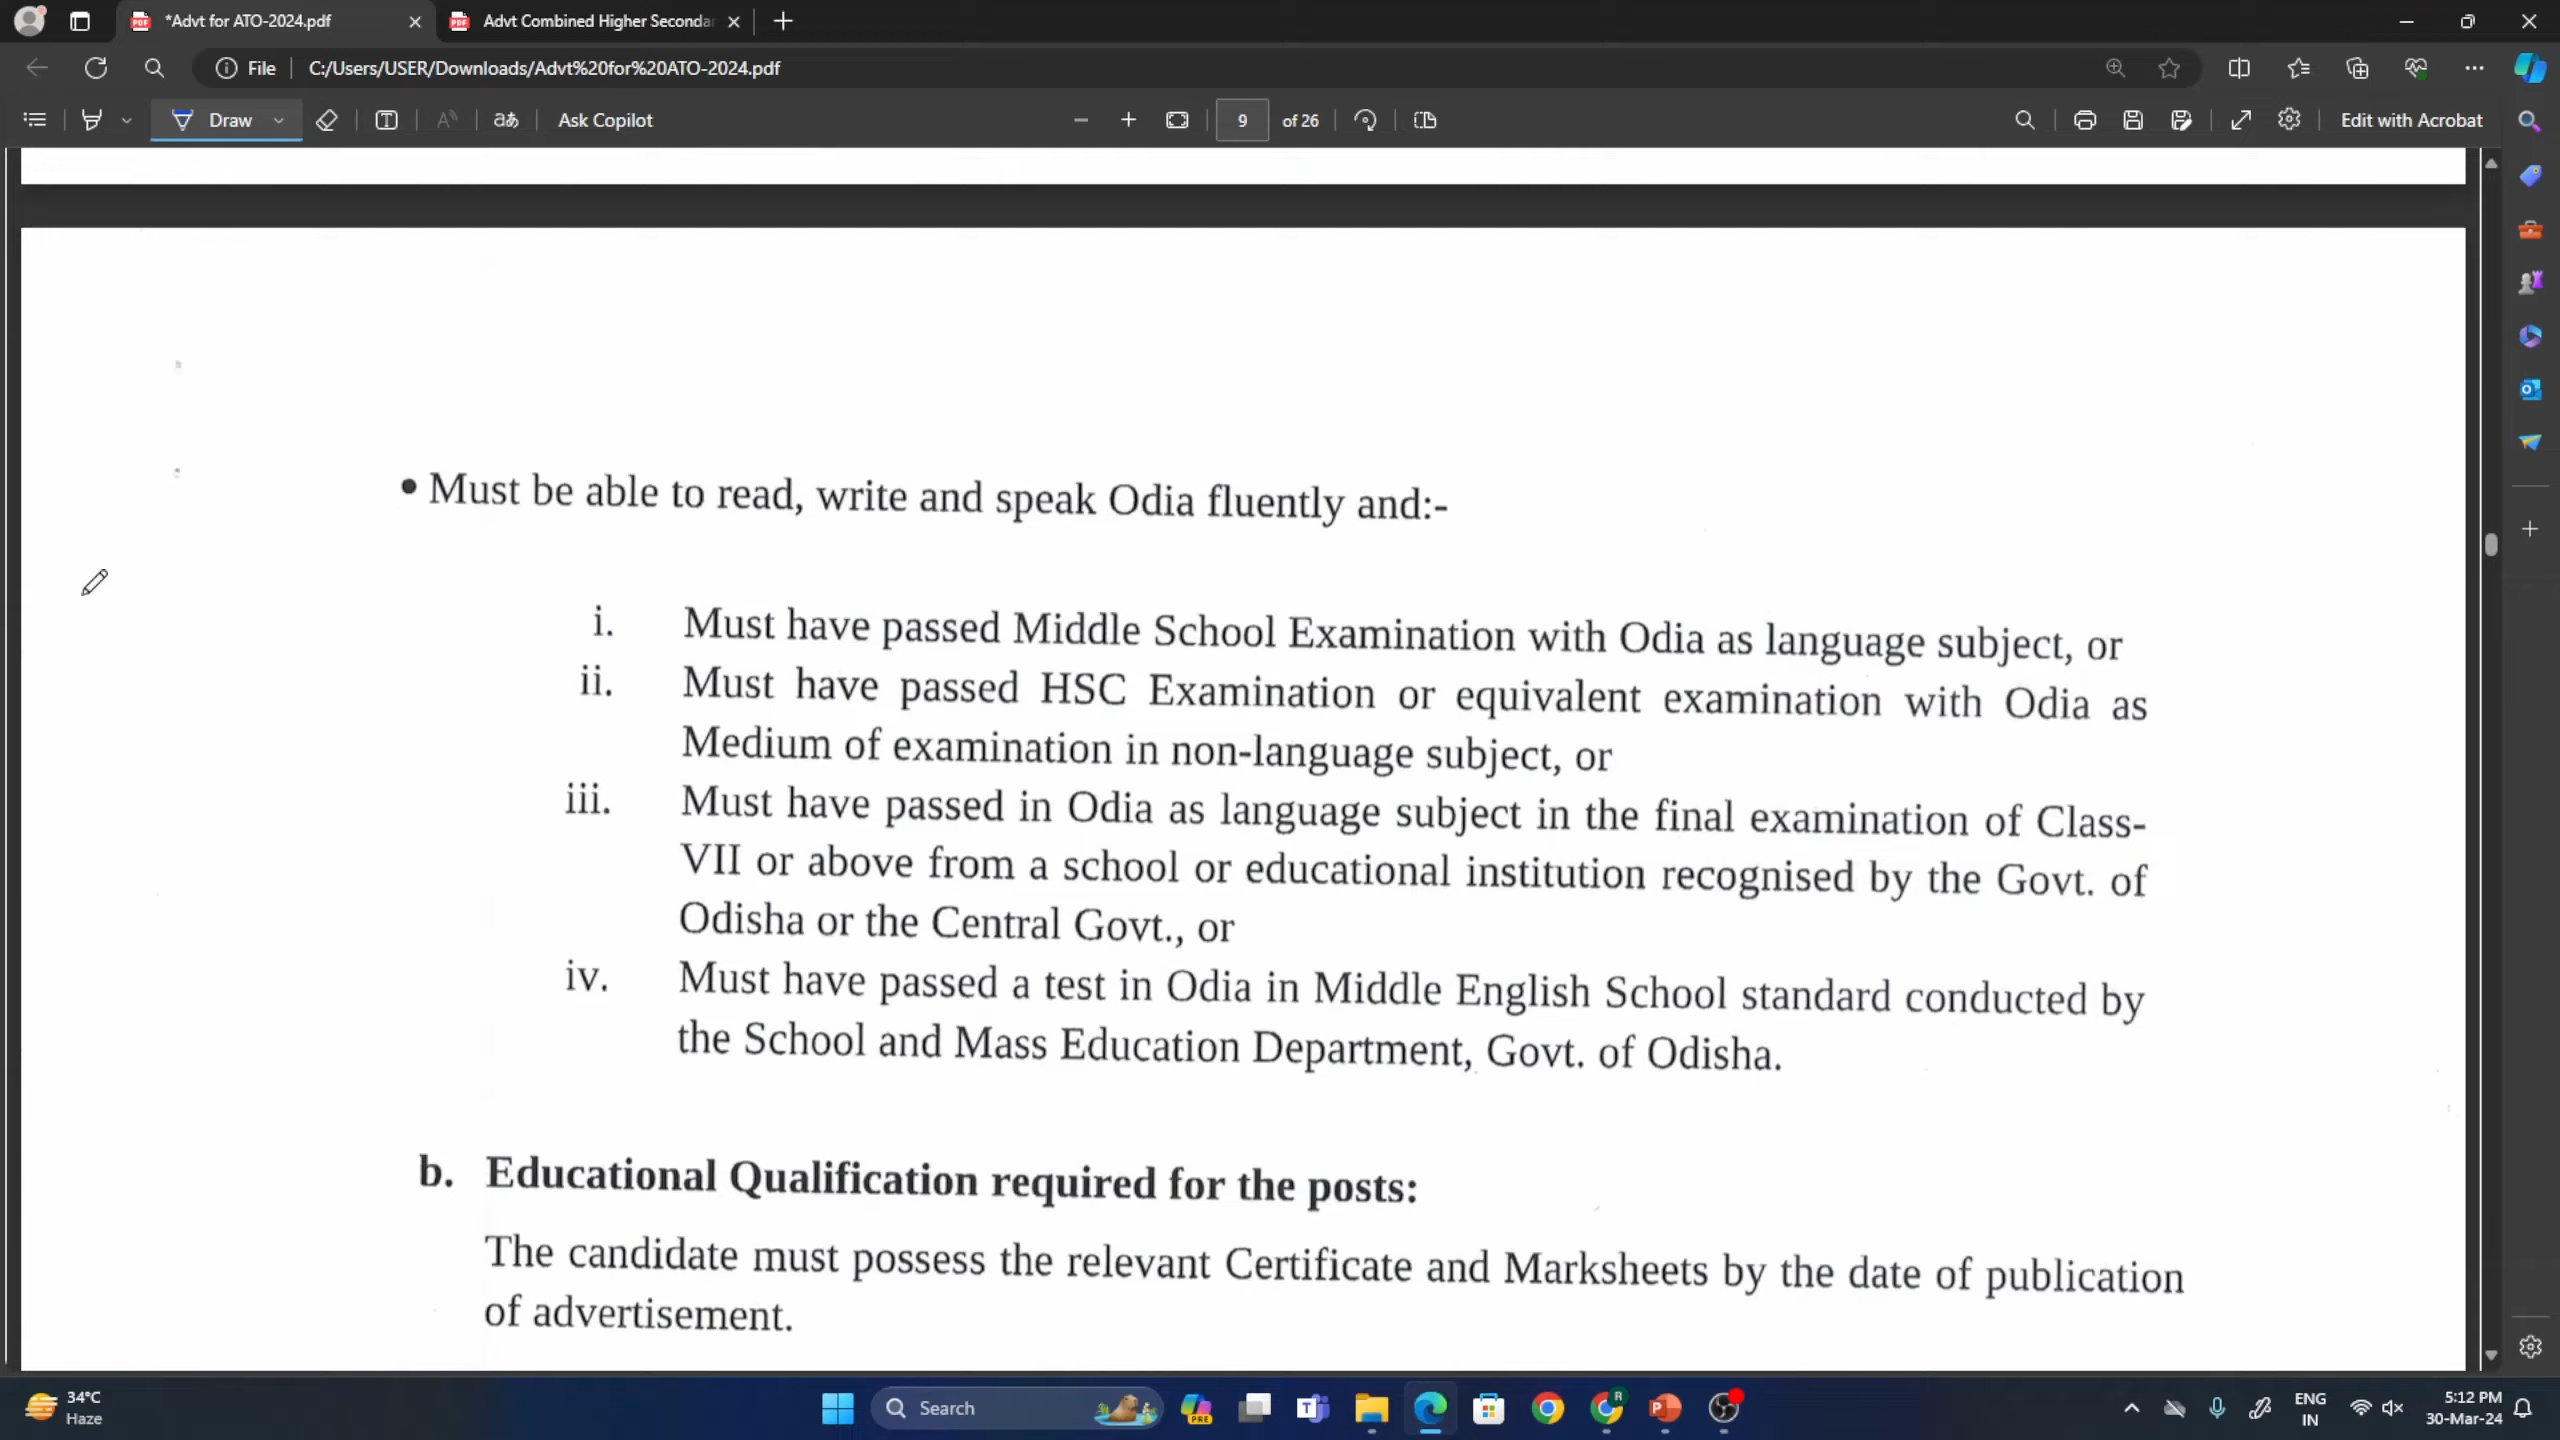 *Advt for ATO-2024.pdf
Advt Combined Higher Seconda
File
C:/Users/USER/Downloads/Advt%20for%20ATO-2024.pdf
Draw
aあ
Ask Copilot
9 of 26
Edit with Acrobat
• Must be able to read, write and speak Odia fluently and:-
i. Must have passed Middle School Examination with Odia as language subject, or
ii. Must have passed HSC Examination or equivalent examination with Odia as
Medium of examination in non-language subject, or
iii. Must have passed in Odia as language subject in the final examination of Class-
VII or above from a school or educational institution recognised by the Govt. of
Odisha or the Central Govt., or
iv. Must have passed a test in Odia in Middle English School standard conducted by
the School and Mass Education Department, Govt. of Odisha.
b. Educational Qualification required for the posts:
The candidate must possess the relevant Certificate and Marksheets by the date of publication
of advertisement.
34°C
Haze
Search
PRE
ENG
IN
5:12 PM
30-Mar-24